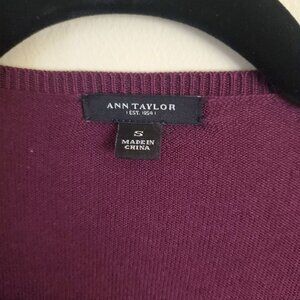 ANN TAYLOR
EST. 1954
S
MADE IN
CHINA